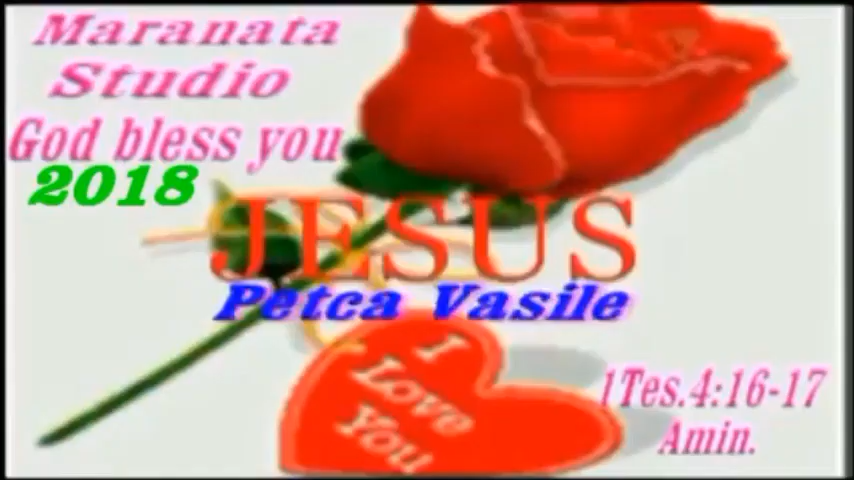 Maranata
Studio
God bless you
2018
JESUS
Petca Vasile
I
Love
You
1Tes.4:16-17
Amin.